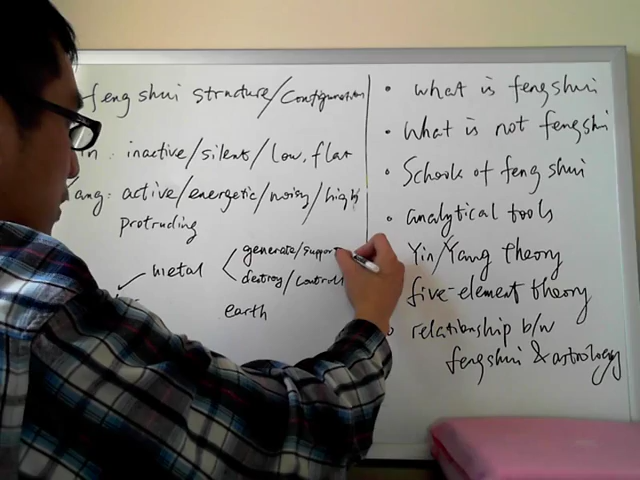 feng shui structure/configuration
in : inactive/silent/low, flat
Yang: active/energetic/noisy/high
protruding
metal
generate/support
destroy/control
earth
• what is fengshui
• What is not fengshui
• Schools of feng shui
• analytical tools
Yin/Yang theory
five-element theory
relationship b/w
fengshui & astrology